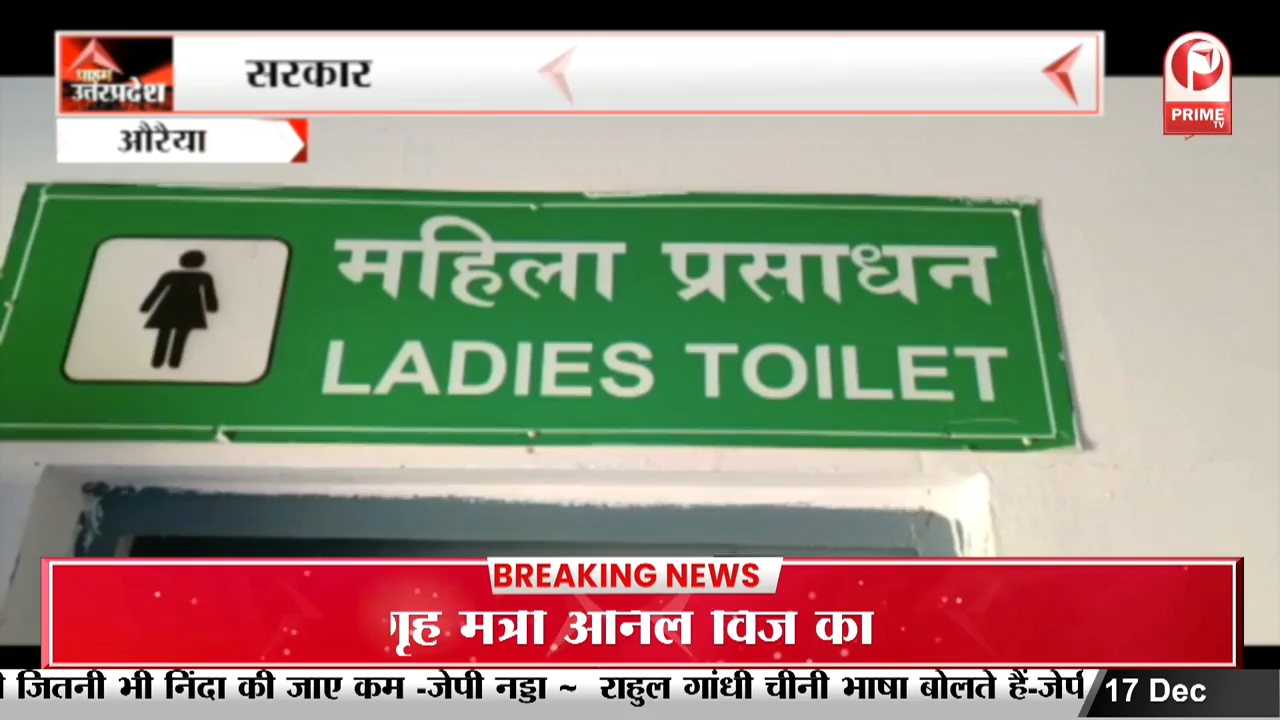 प्राइम
उत्तरप्रदेश
सरकार
PRIME
TV
औरैया
महिला प्रसाधन
LADIES TOILET
BREAKING NEWS
गृह मंत्री अनिल विज का
जितनी भी निंदा की जाए कम -जेपी नड्डा ~ राहुल गांधी चीनी भाषा बोलते हैं-जेपी
17 Dec